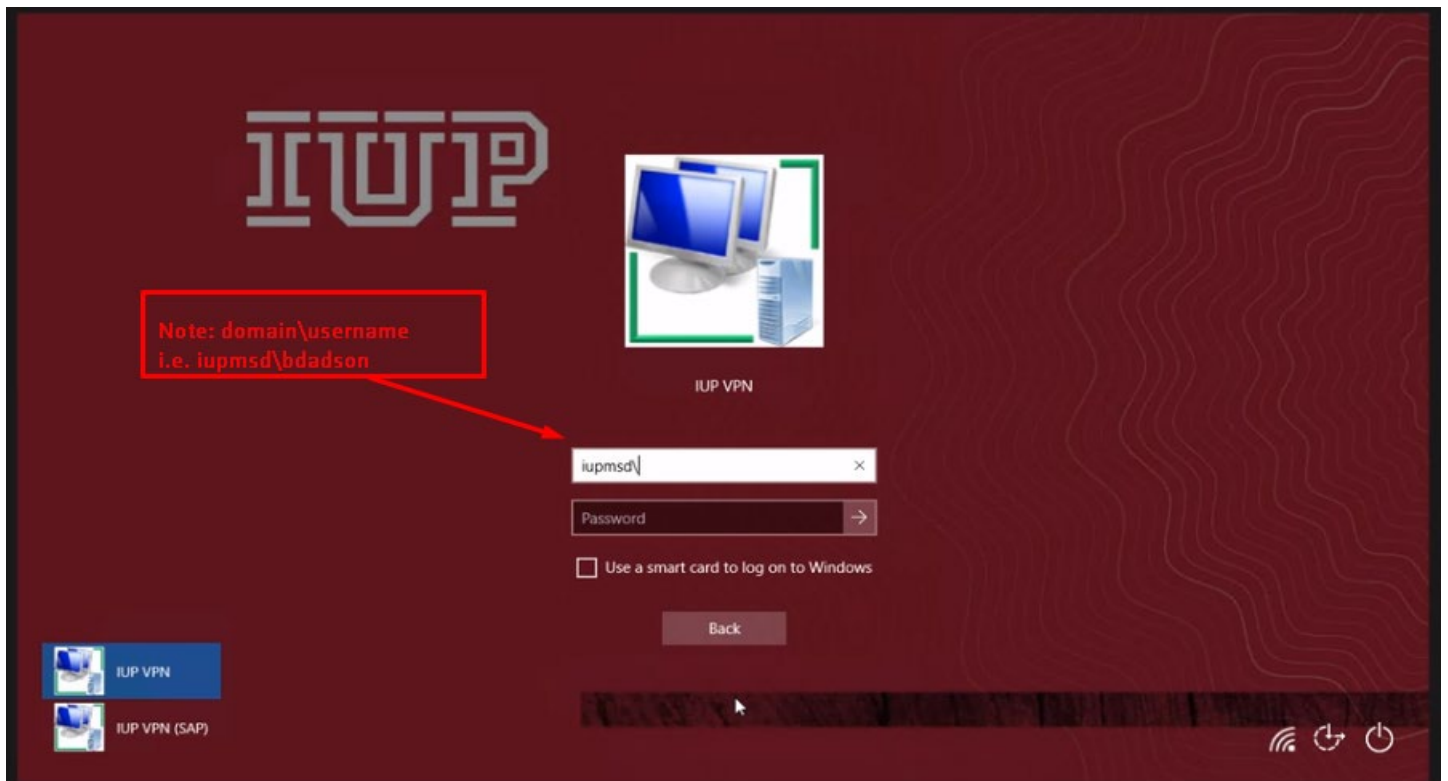 IUP
Note: domain\username
i.e. iupmsd\bdadson
IUP VPN
iupmsd\
Password
Use a smart card to log on to Windows
Back
IUP VPN
IUP VPN (SAP)